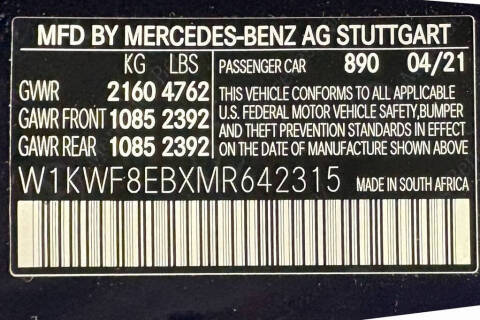 MFD BY MERCEDES-BENZ AG STUTTGART
KG LBS PASSENGER CAR 890 04/21
GVWR 2160 4762 THIS VEHICLE CONFORMS TO ALL APPLICABLE
U.S. FEDERAL MOTOR VEHICLE SAFETY,BUMPER
GAWR FRONT 1085 2392 AND THEFT PREVENTION STANDARDS IN EFFECT
GAWR REAR 1085 2392 ON THE DATE OF MANUFACTURE SHOWN ABOVE
W1KWF8EBXMR642315 MADE IN SOUTH AFRICA